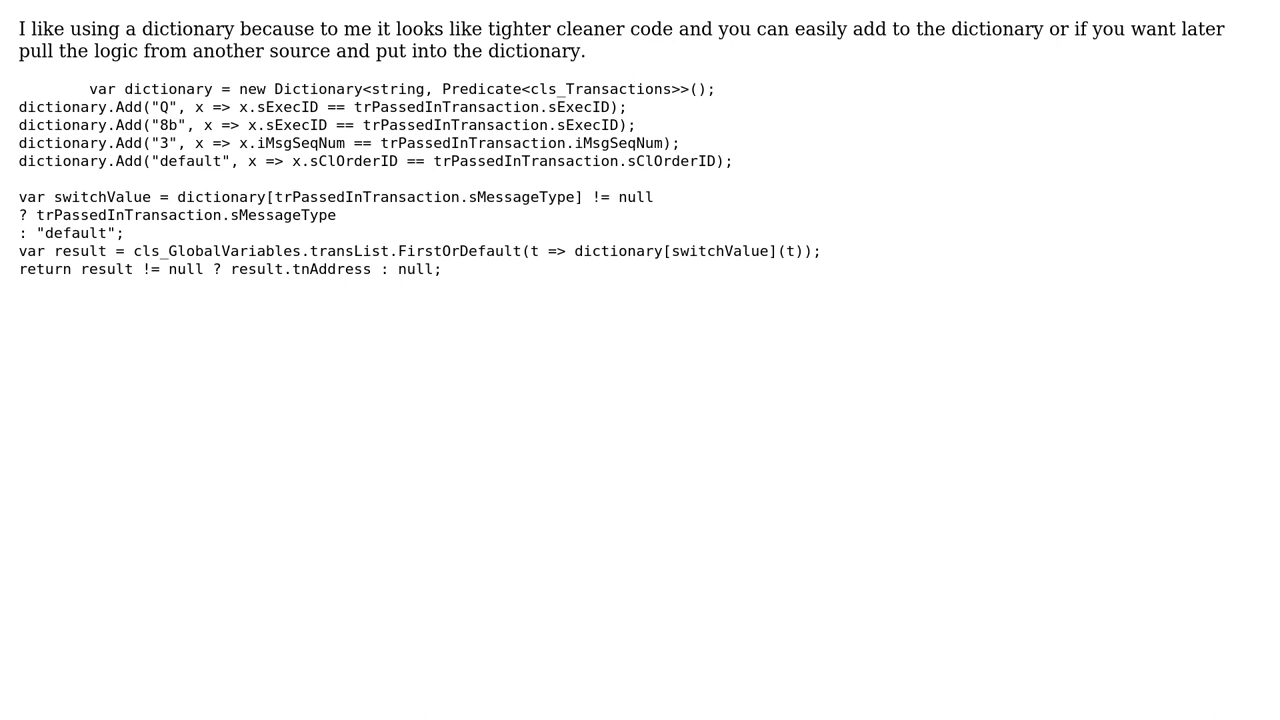 I like using a dictionary because to me it looks like tighter cleaner code and you can easily add to the dictionary or if you want later
pull the logic from another source and put into the dictionary.
        var dictionary = new Dictionary<string, Predicate<cls_Transactions>>();
dictionary.Add("Q", x => x.sExecID == trPassedInTransaction.sExecID);
dictionary.Add("8b", x => x.sExecID == trPassedInTransaction.sExecID);
dictionary.Add("3", x => x.iMsgSeqNum == trPassedInTransaction.iMsgSeqNum);
dictionary.Add("default", x => x.sClOrderID == trPassedInTransaction.sClOrderID);

var switchValue = dictionary[trPassedInTransaction.sMessageType] != null
? trPassedInTransaction.sMessageType
: "default";
var result = cls_GlobalVariables.transList.FirstOrDefault(t => dictionary[switchValue](t));
return result != null ? result.tnAddress : null;